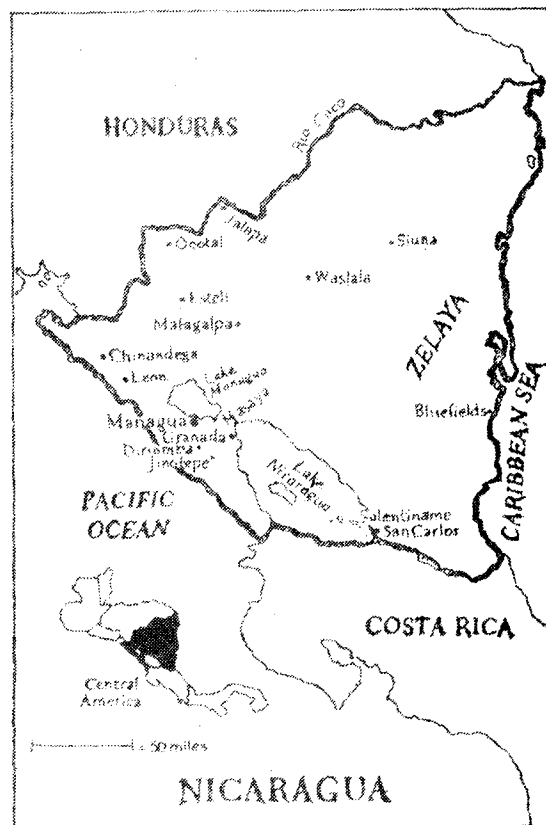 HONDURAS
Rio Coco
Jalapa
Ocotal
Siuna
Waslala
Esteli
Matagalpa
ZELAYA
Chinandega
Leon
Lake
Managua
Managua
Masaya
Granada
Diriamba
Jinotepe
Bluefields
CARIBBEAN SEA
Lake
Nicaragua
PACIFIC
OCEAN
Solentiname
San Carlos
COSTA RICA
Central
America
= 50 miles
NICARAGUA